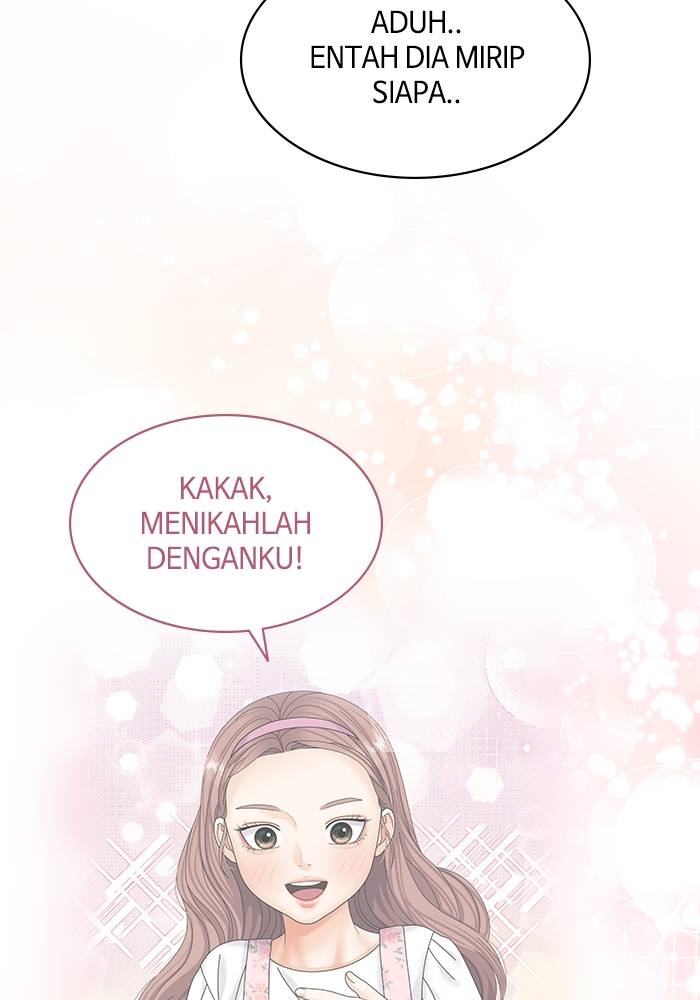 ADUH..
ENTAH DIA MIRIP
SIAPA..
KAKAK,
MENIKAHLAH
DENGANKU!